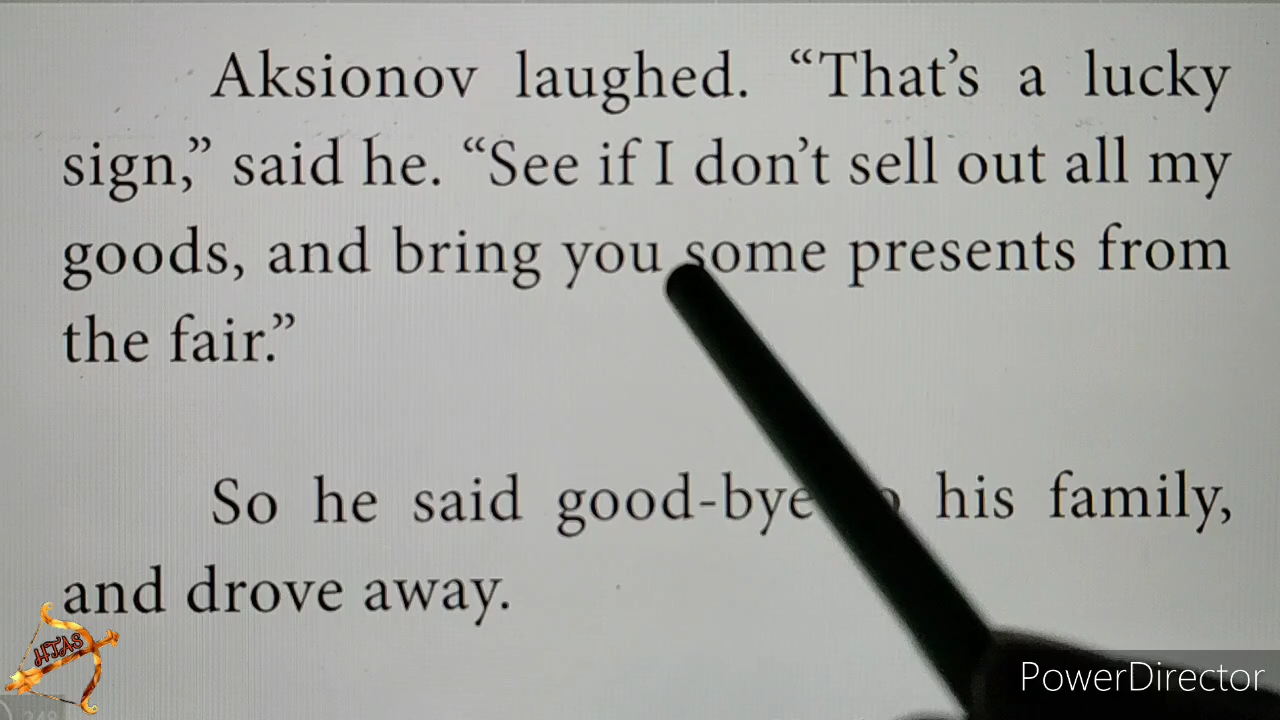 Aksionov laughed. “That’s a lucky
sign,” said he. “See if I don’t sell out all my
goods, and bring you some presents from
the fair.”
So he said good-bye his family,
and drove away.
HTAS
PowerDirector